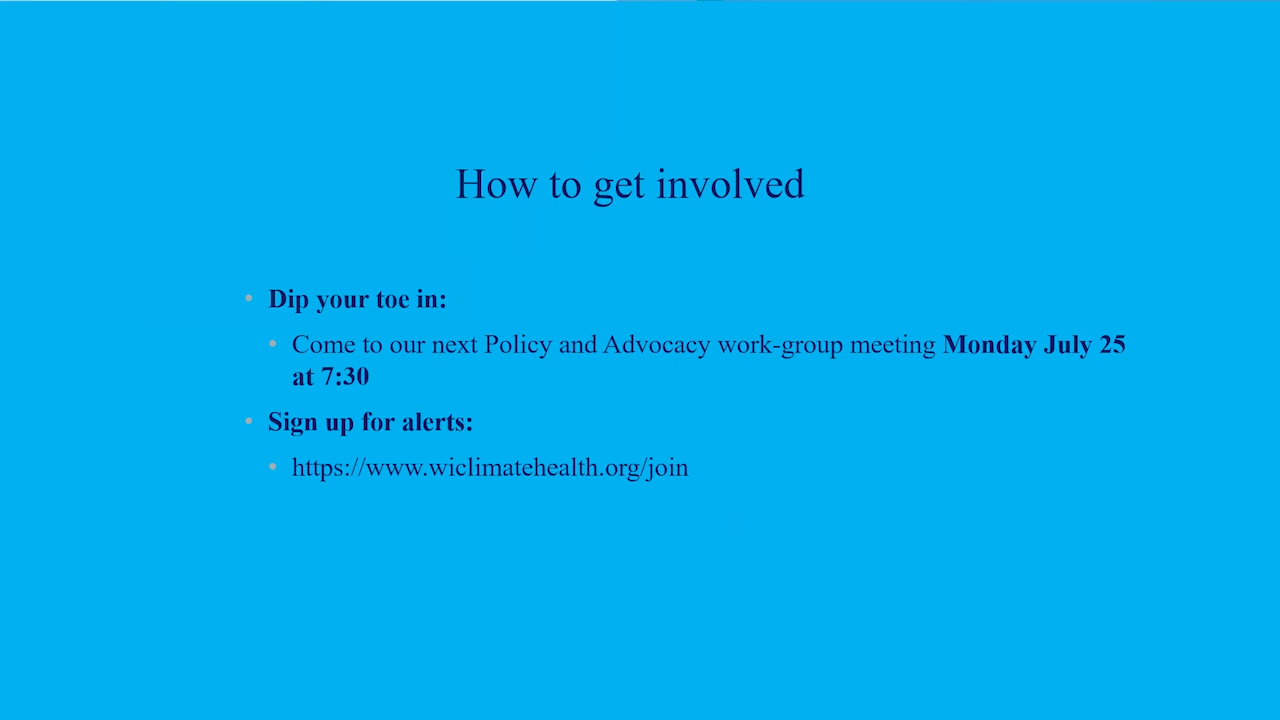 How to get involved
• Dip your toe in:
• Come to our next Policy and Advocacy work-group meeting Monday July 25
at 7:30
• Sign up for alerts:
• https://www.wiclimatehealth.org/join